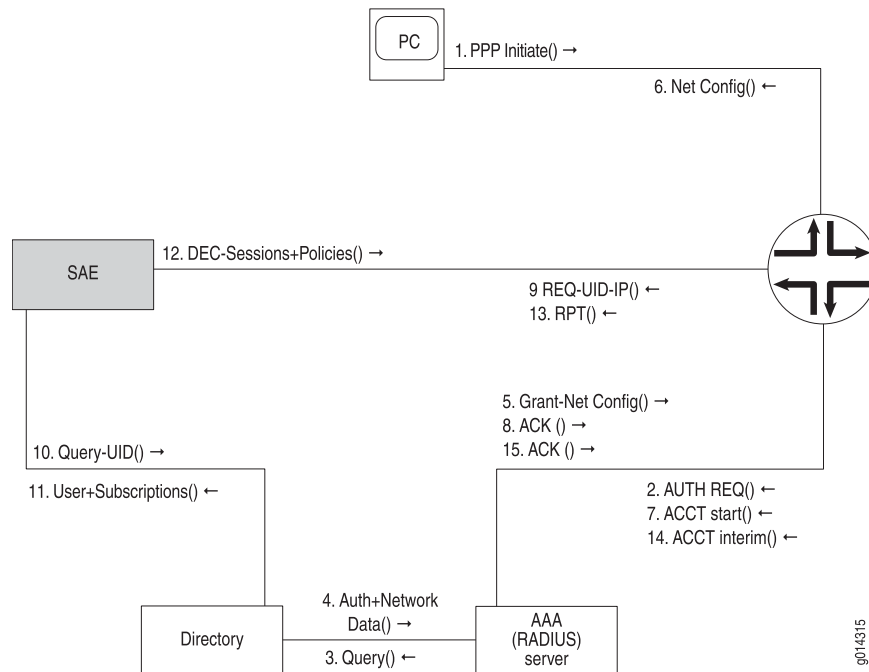 PC
1. PPP Initiate() →
6. Net Config() ←
SAE
12. DEC-Sessions+Policies() →
9 REQ-UID-IP() ←
13. RPT() ←
5. Grant-Net Config() →
8. ACK () →
15. ACK () →
10. Query-UID() →
11. User+Subscriptions() ←
2. AUTH REQ() ←
7. ACCT start() ←
14. ACCT interim() ←
4. Auth+Network
Data() →
3. Query() ←
Directory
AAA
(RADIUS)
server
g014315